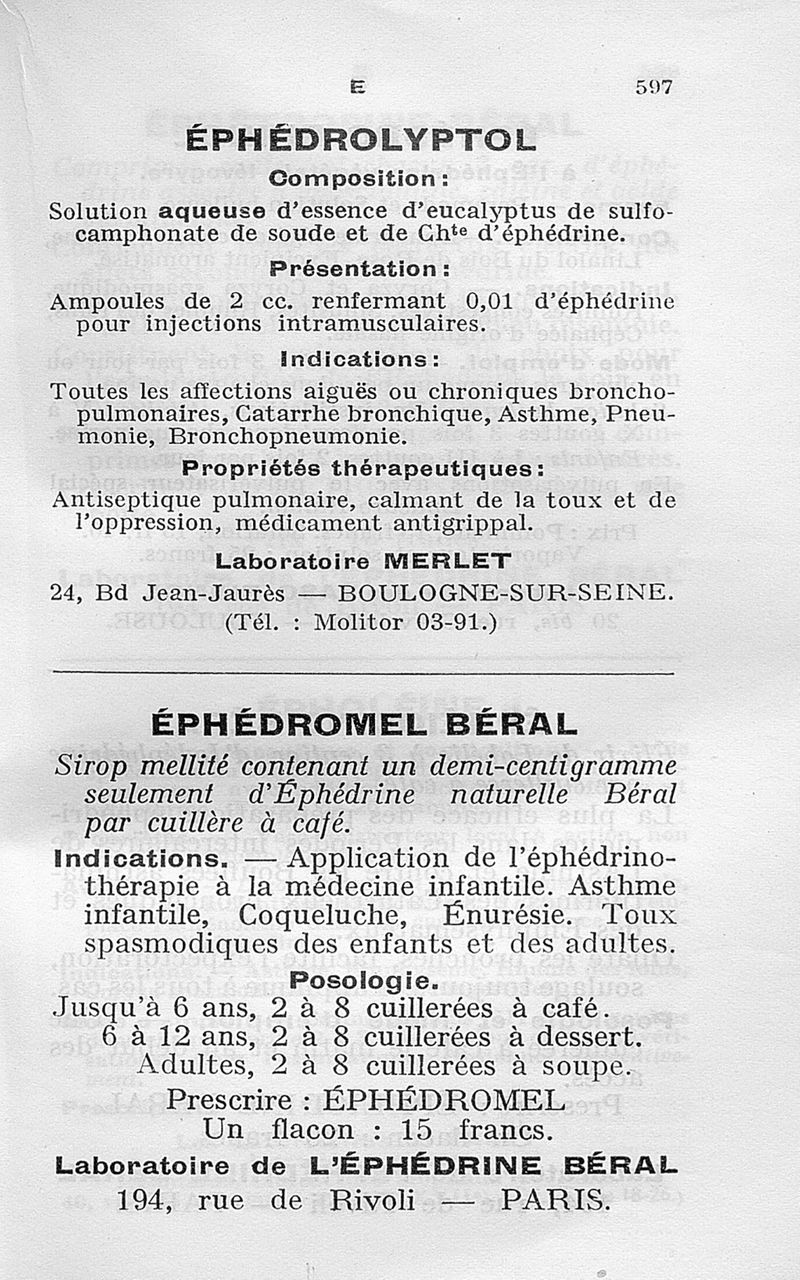 E 597
ÉPHÉDROLYPTOL
Composition :
Solution aqueuse d'essence d'eucalyptus de sulfo-
camphonate de soude et de Chte d'éphédrine.
Présentation :
Ampoules de 2 cc. renfermant 0,01 d'éphédrine
pour injections intramusculaires.
Indications :
Toutes les affections aiguës ou chroniques broncho-
pulmonaires, Catarrhe bronchique, Asthme, Pneu-
monie, Bronchopneumonie.
Propriétés thérapeutiques :
Antiseptique pulmonaire, calmant de la toux et de
l'oppression, médicament antigrippal.
Laboratoire MERLET
24, Bd Jean-Jaurès — BOULOGNE-SUR-SEINE.
(Tél. : Molitor 03-91.)
ÉPHÉDROMEL BÉRAL
Sirop mellité contenant un demi-centigramme
seulement d'Éphédrine naturelle Béral
par cuillère à café.
Indications. — Application de l'éphédrino-
thérapie à la médecine infantile. Asthme
infantile, Coqueluche, Énurésie. Toux
spasmodiques des enfants et des adultes.
Posologie.
Jusqu'à 6 ans, 2 à 8 cuillerées à café.
6 à 12 ans, 2 à 8 cuillerées à dessert.
Adultes, 2 à 8 cuillerées à soupe.
Prescrire : ÉPHÉDROMEL
Un flacon : 15 francs.
Laboratoire de L'ÉPHÉDRINE BÉRAL
194, rue de Rivoli — PARIS.